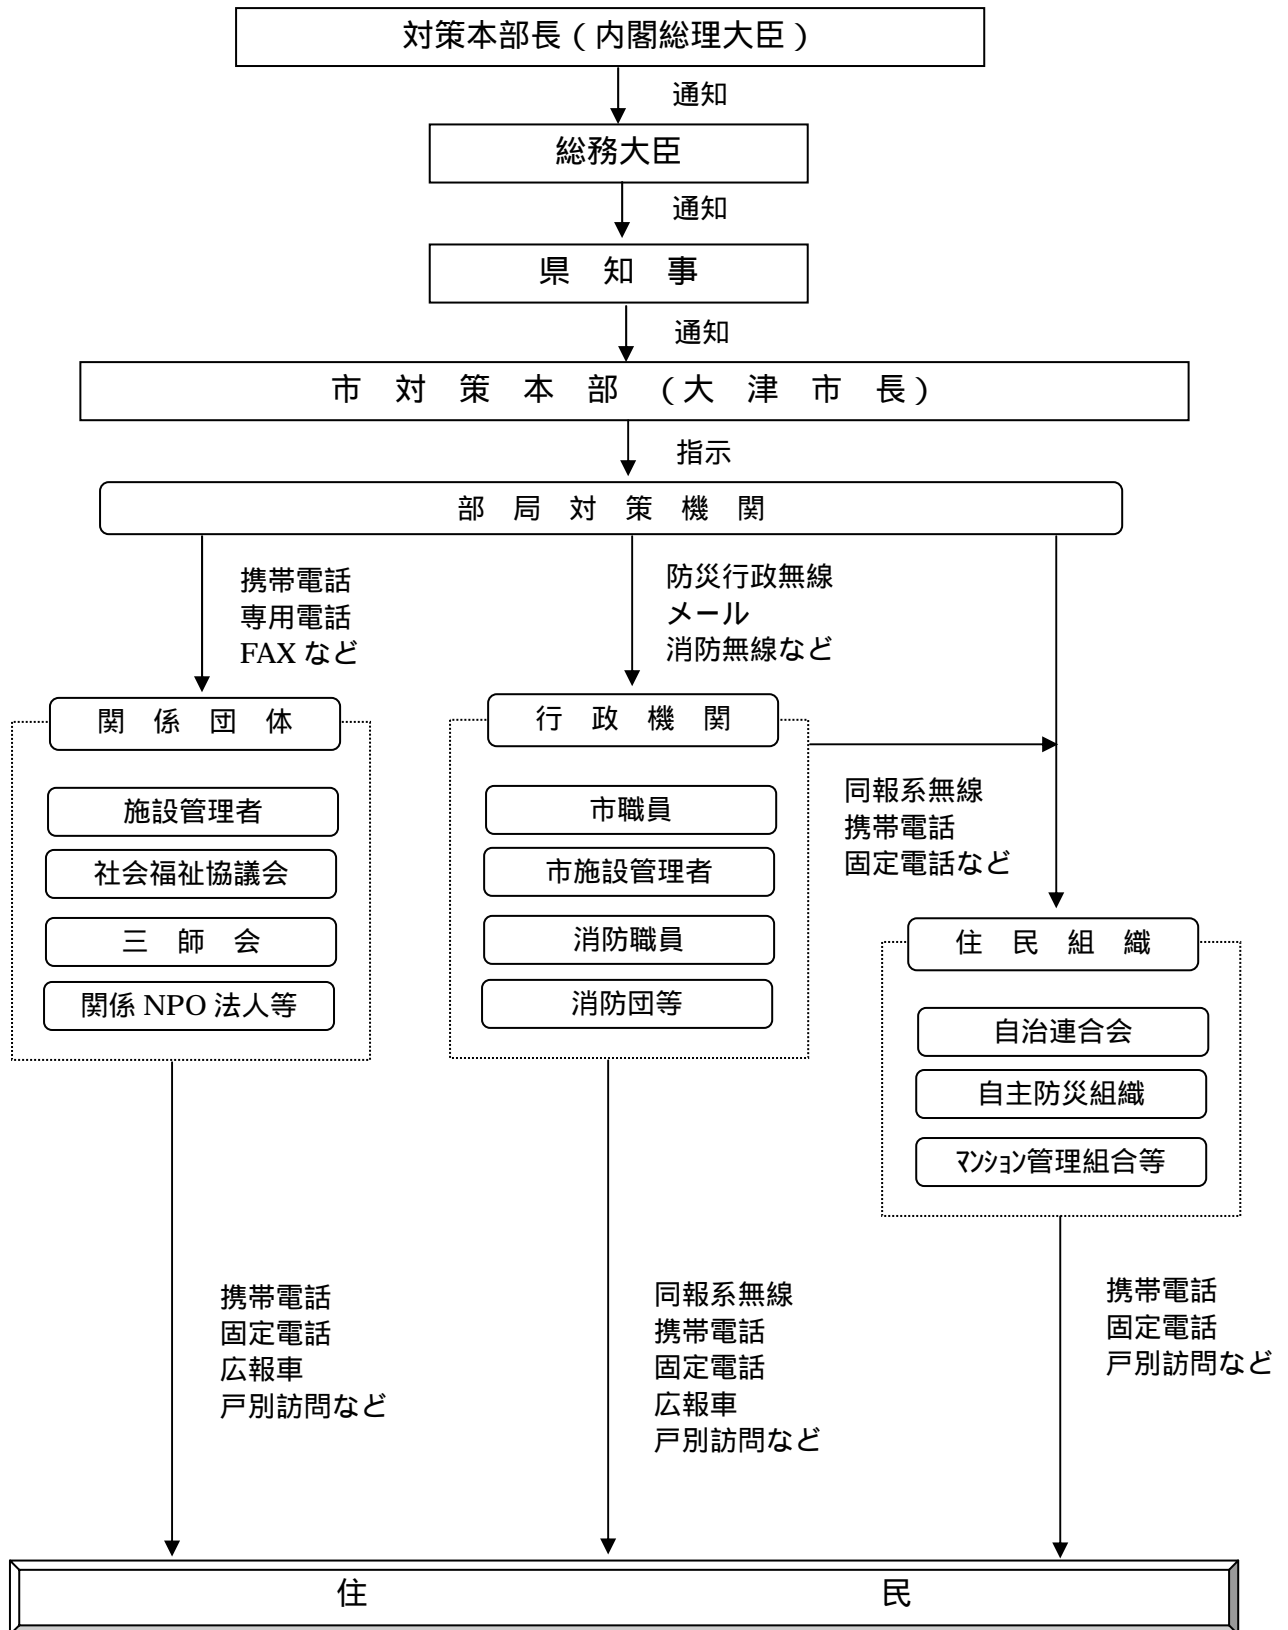 対策本部長（内閣総理大臣）
通知
総務大臣
通知
県　知　事
通知
市　対　策　本　部　（大　津　市　長）
指示
部　局　対　策　機　関
携帯電話
専用電話
FAX など
防災行政無線
メール
消防無線など
関　係　団　体
施設管理者
社会福祉協議会
三　師　会
関係 NPO 法人等
行　政　機　関
市職員
市施設管理者
消防職員
消防団等
同報系無線
携帯電話
固定電話など
住　民　組　織
自治連合会
自主防災組織
ﾏﾝｼｮﾝ管理組合等
携帯電話
固定電話
広報車
戸別訪問など
同報系無線
携帯電話
固定電話
広報車
戸別訪問など
携帯電話
固定電話
戸別訪問など
住　民